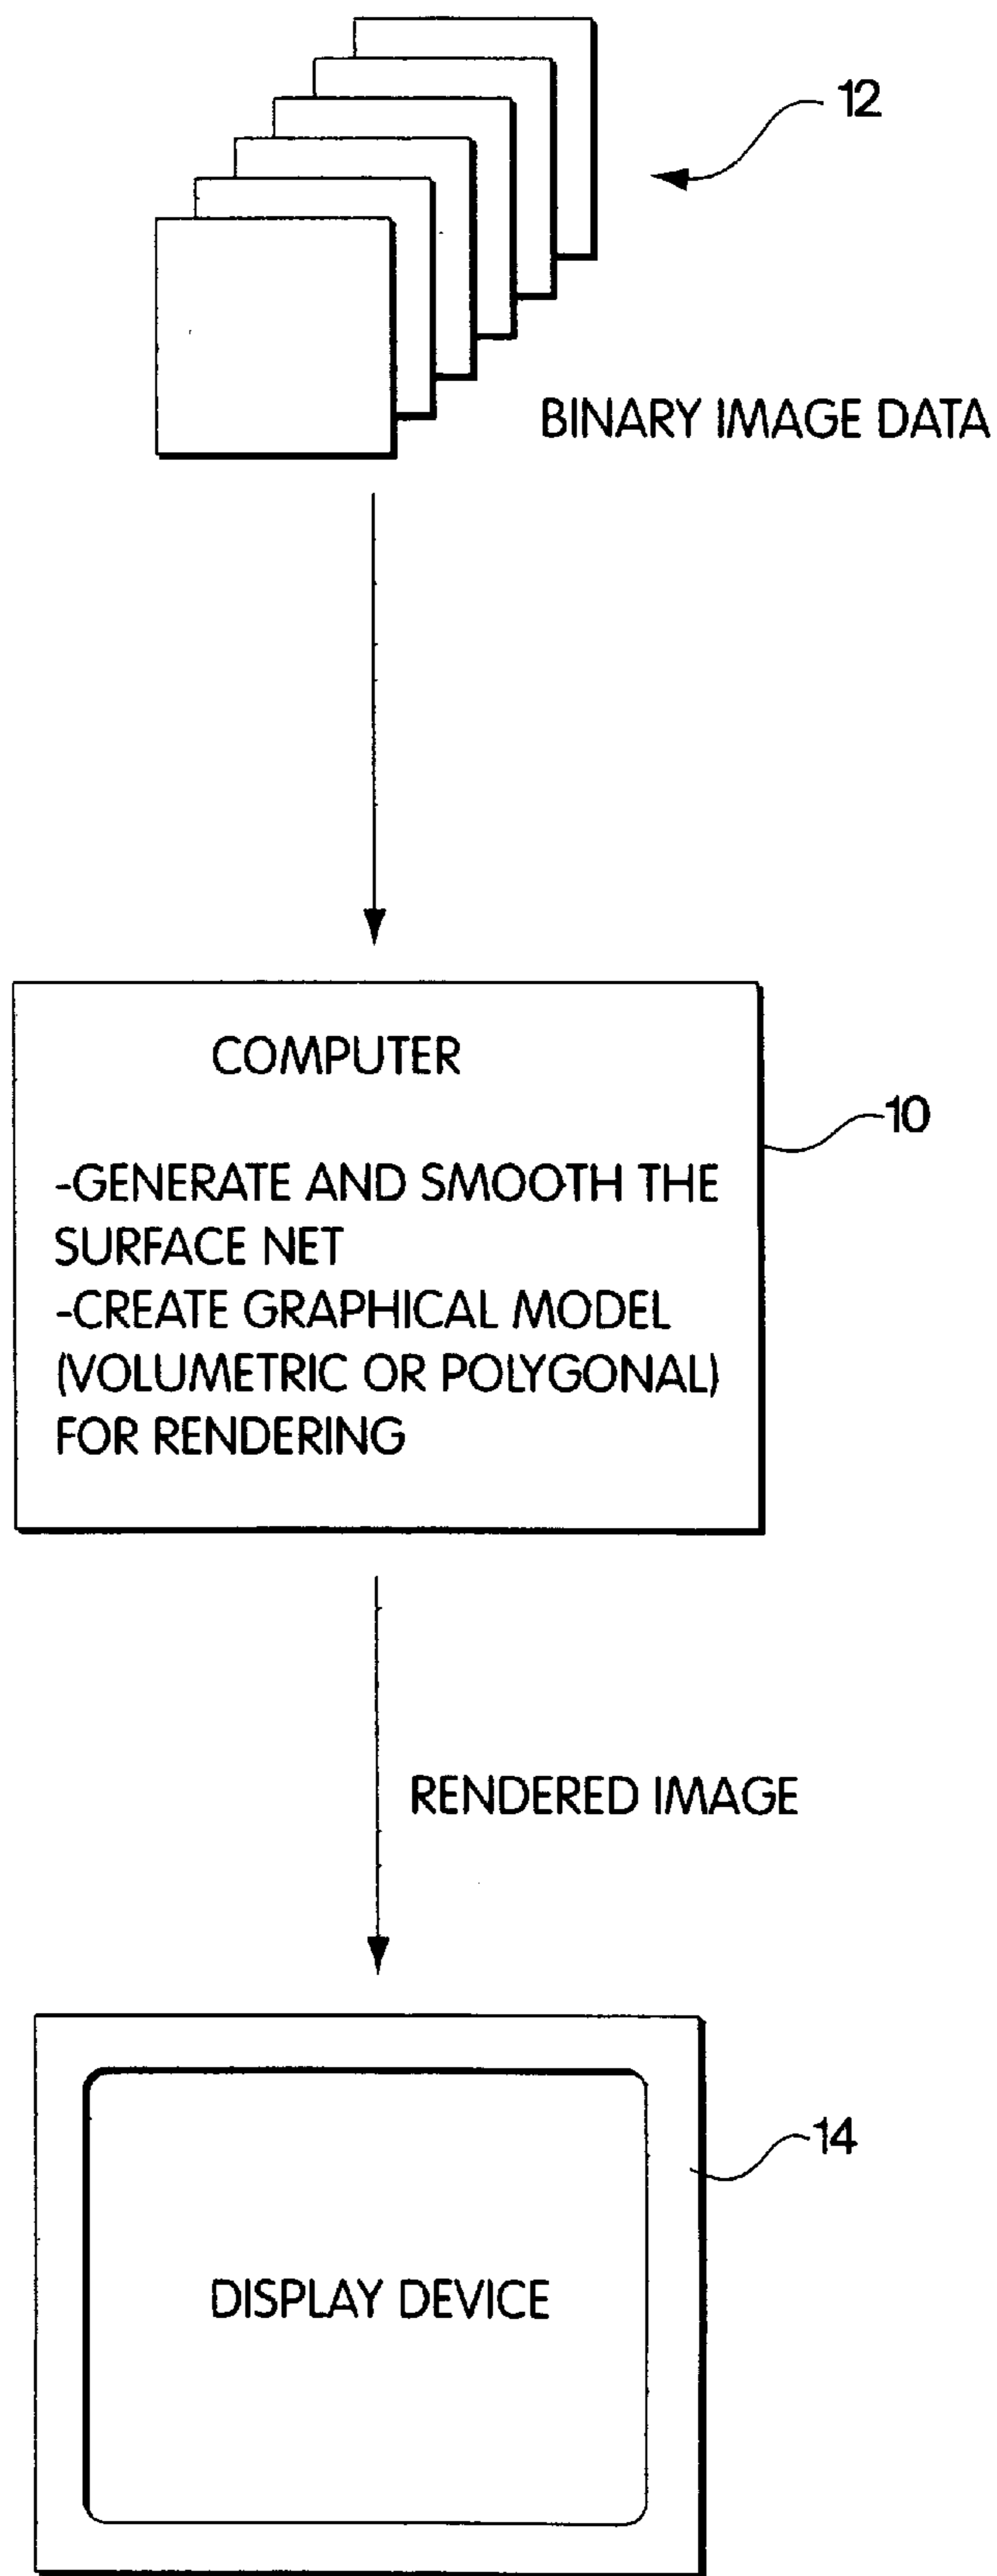 12
BINARY IMAGE DATA
COMPUTER
10
-GENERATE AND SMOOTH THE
SURFACE NET
-CREATE GRAPHICAL MODEL
(VOLUMETRIC OR POLYGONAL)
FOR RENDERING
RENDERED IMAGE
14
DISPLAY DEVICE